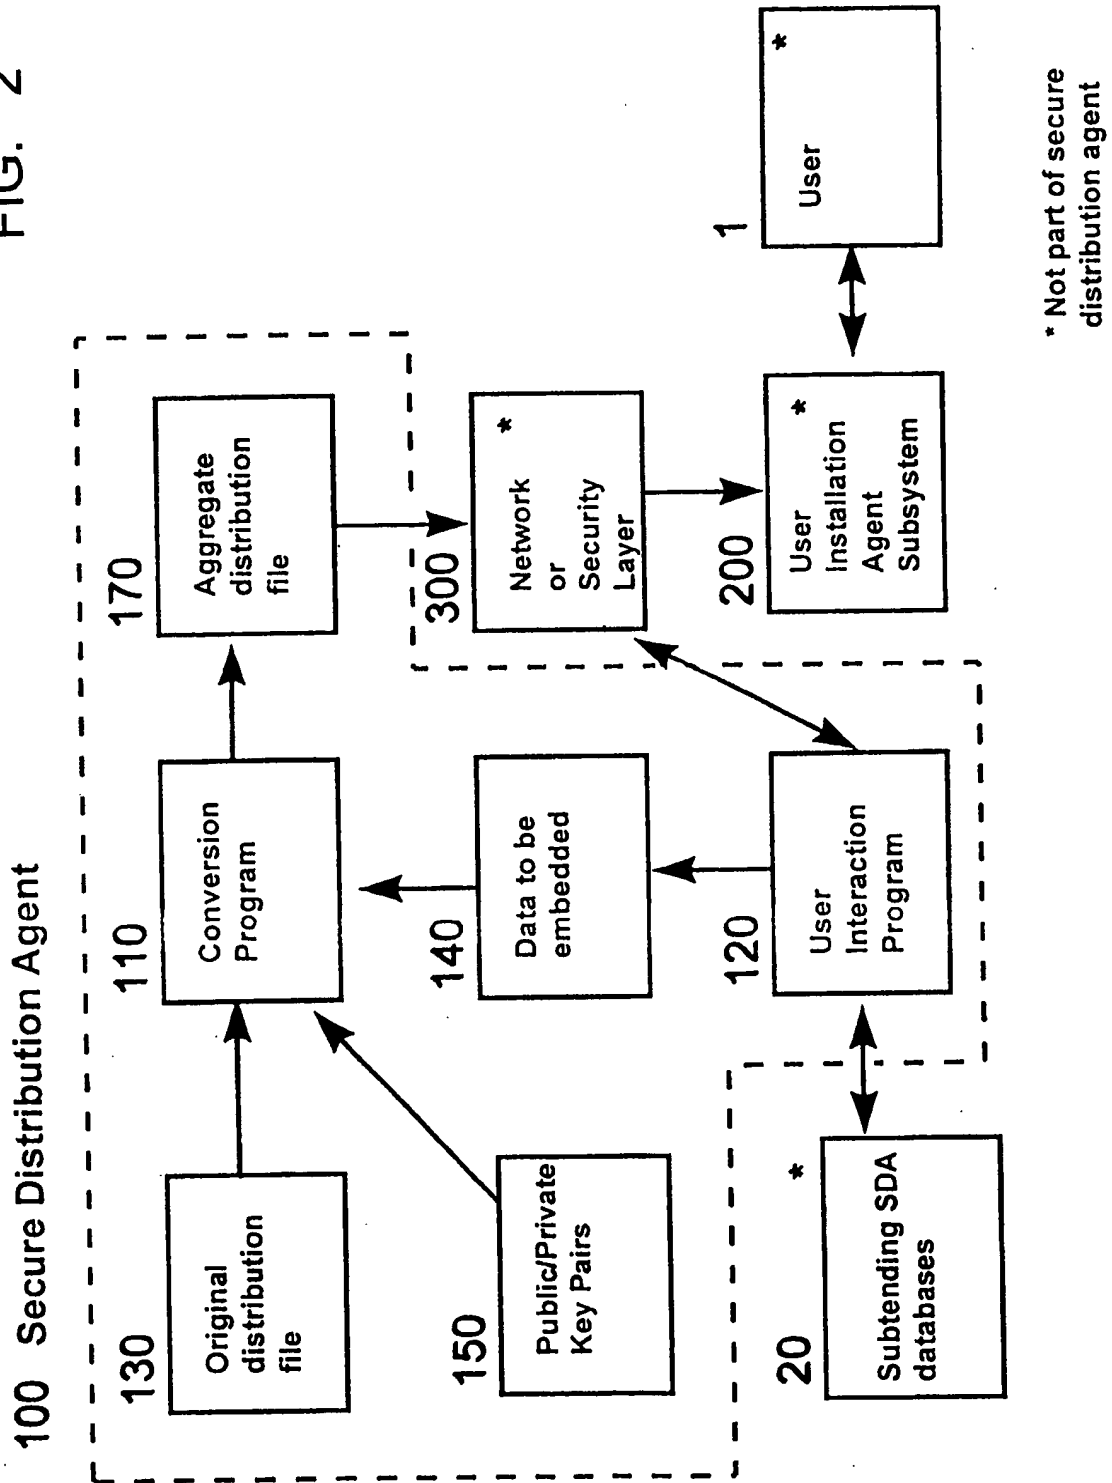 FIG. 2
100 Secure Distribution Agent
130
Original
distribution
file
110
Conversion
Program
170
Aggregate
distribution
file
150
Public/Private
Key Pairs
140
Data to be
embedded
300
Network *
or
Security
Layer
20 *
Subtending SDA
databases
120
User
Interaction
Program
200
User *
Installation
Agent
Subsystem
1
User *
* Not part of secure
distribution agent